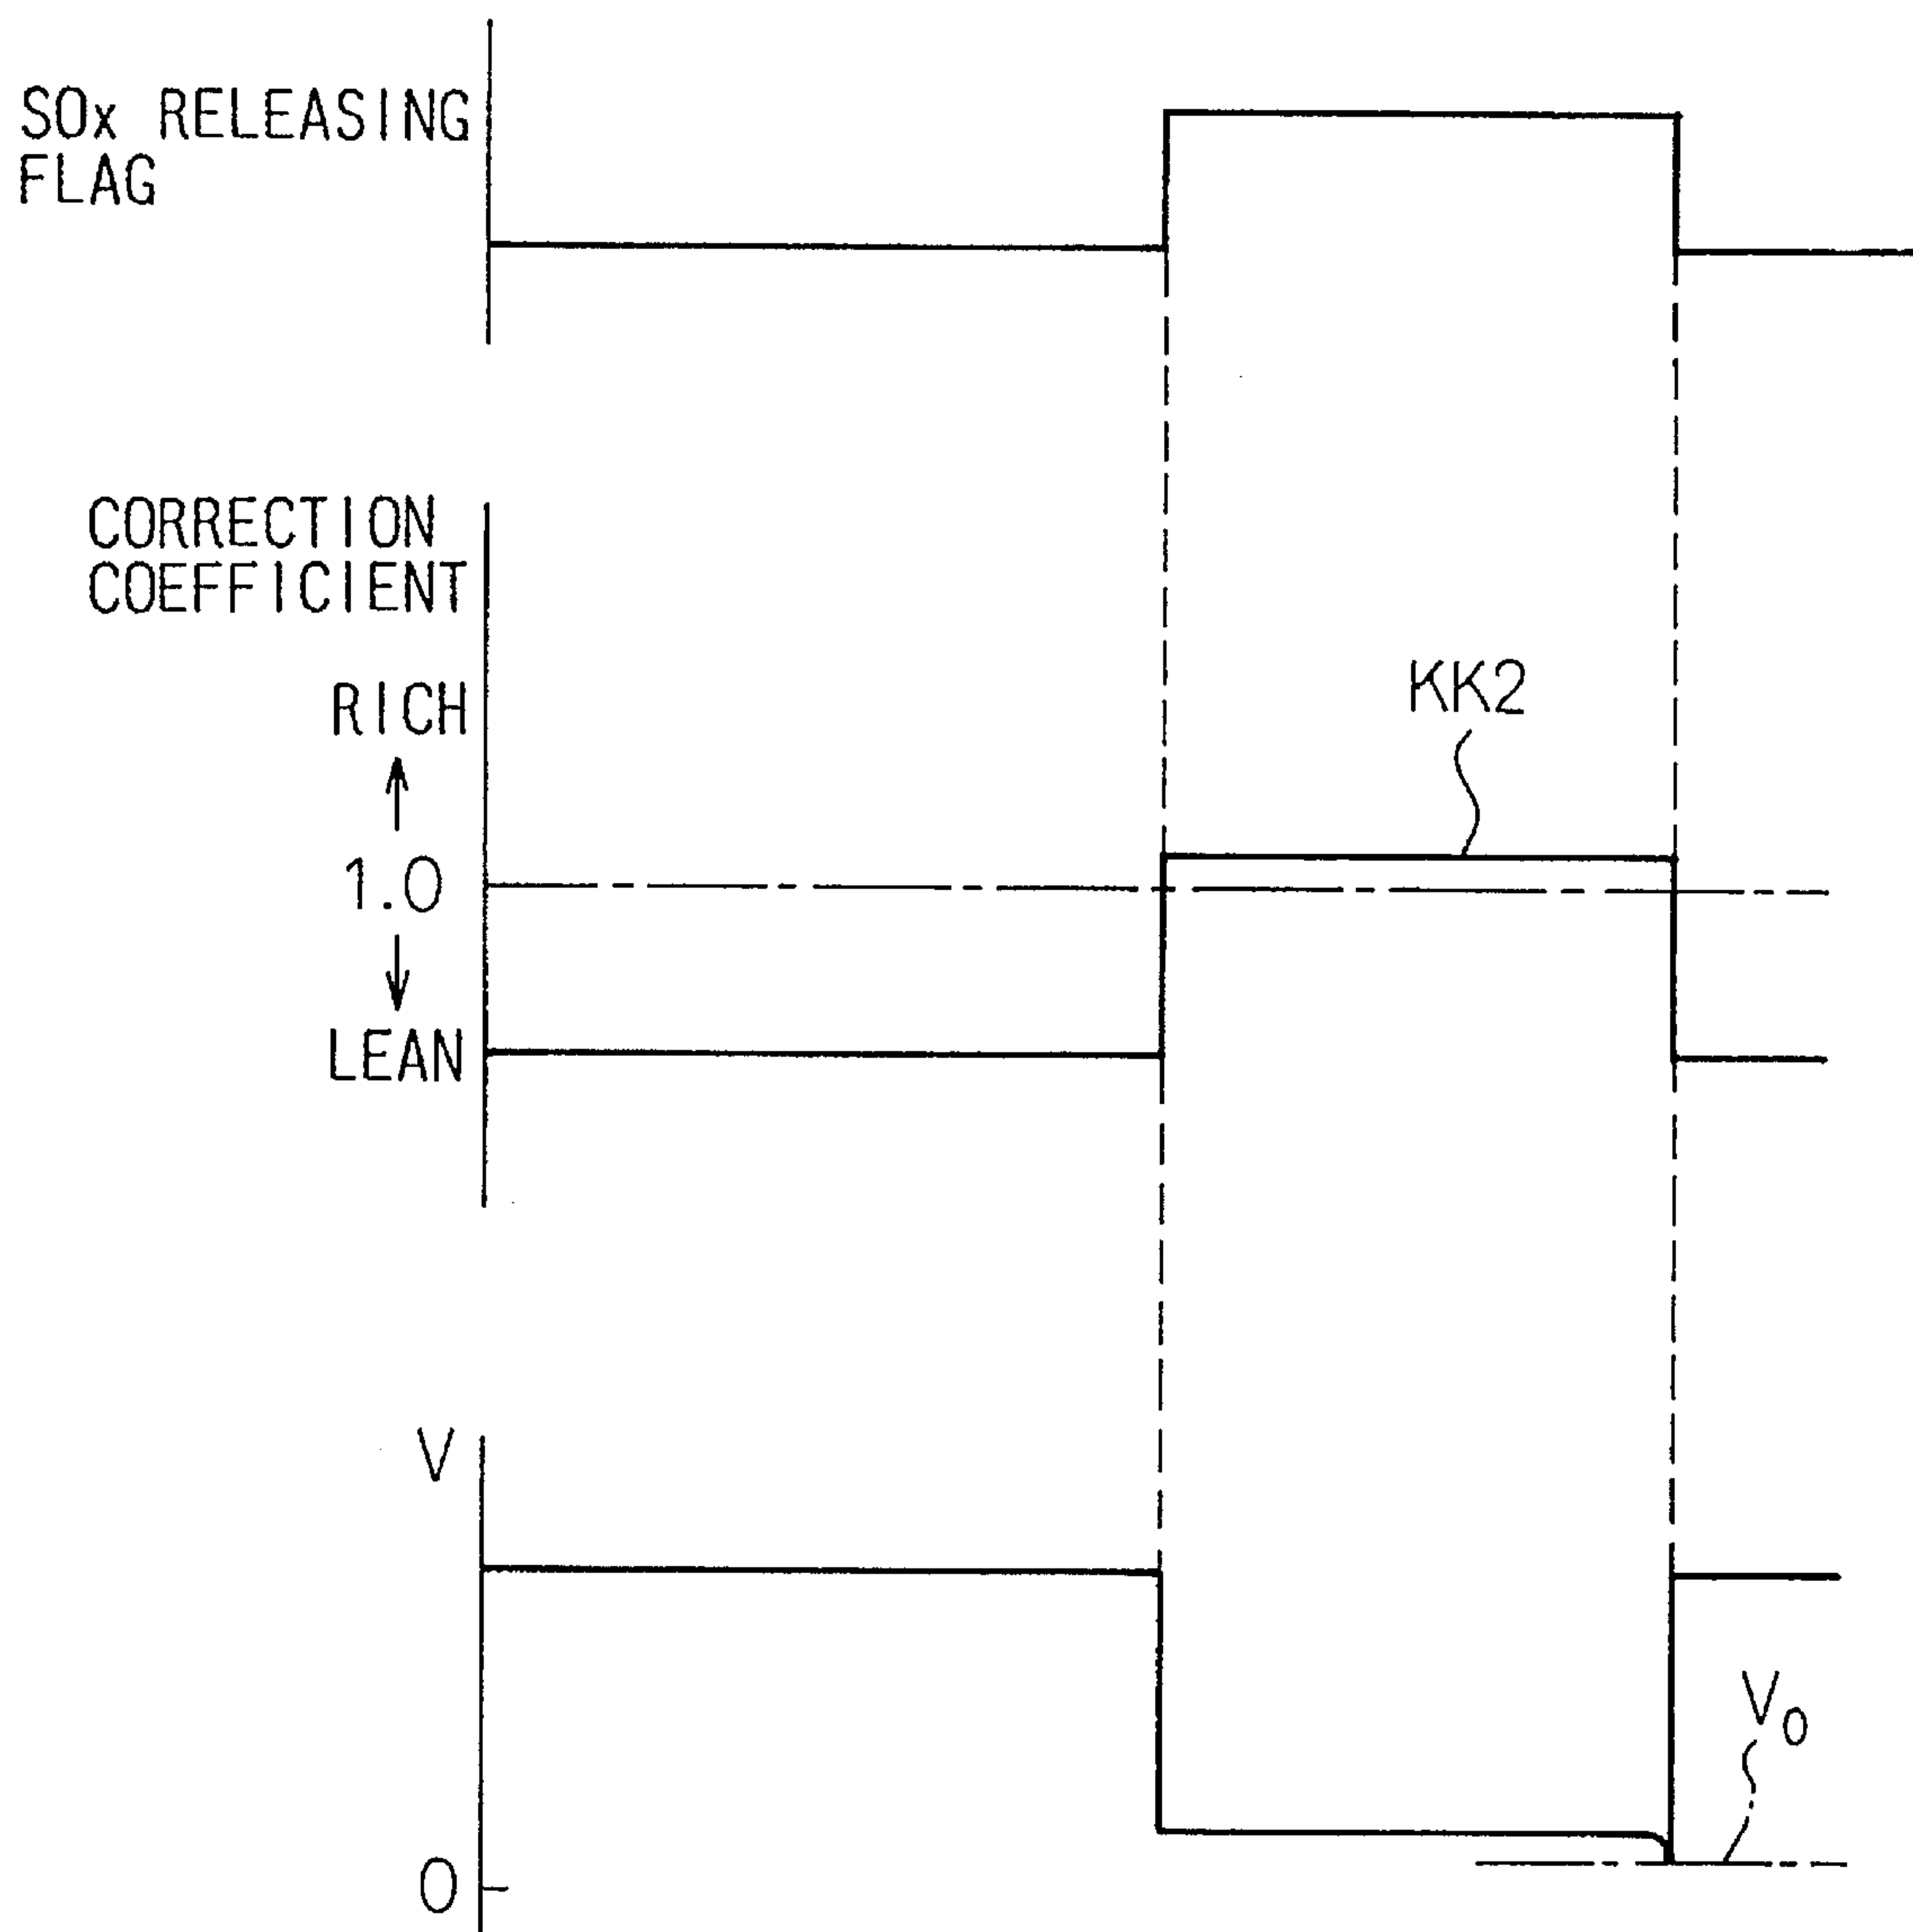 SOx RELEASING
FLAG
CORRECTION
COEFFICIENT
RICH
KK2
1.0
LEAN
V
V0
0